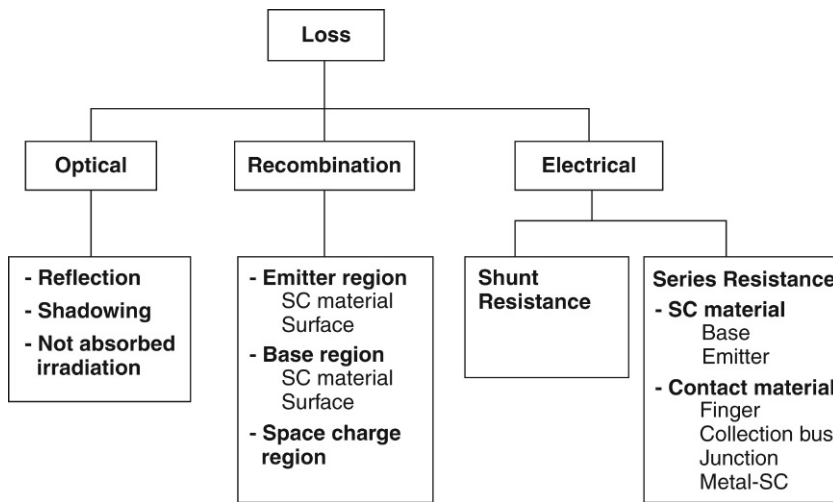 Loss
Optical
Recombination
Electrical
- Reflection
- Shadowing
- Not absorbed
irradiation
- Emitter region
SC material
Surface
- Base region
SC material
Surface
- Space charge
region
Shunt
Resistance
Series Resistance
- SC material
Base
Emitter
- Contact material
Finger
Collection bus
Junction
Metal-SC